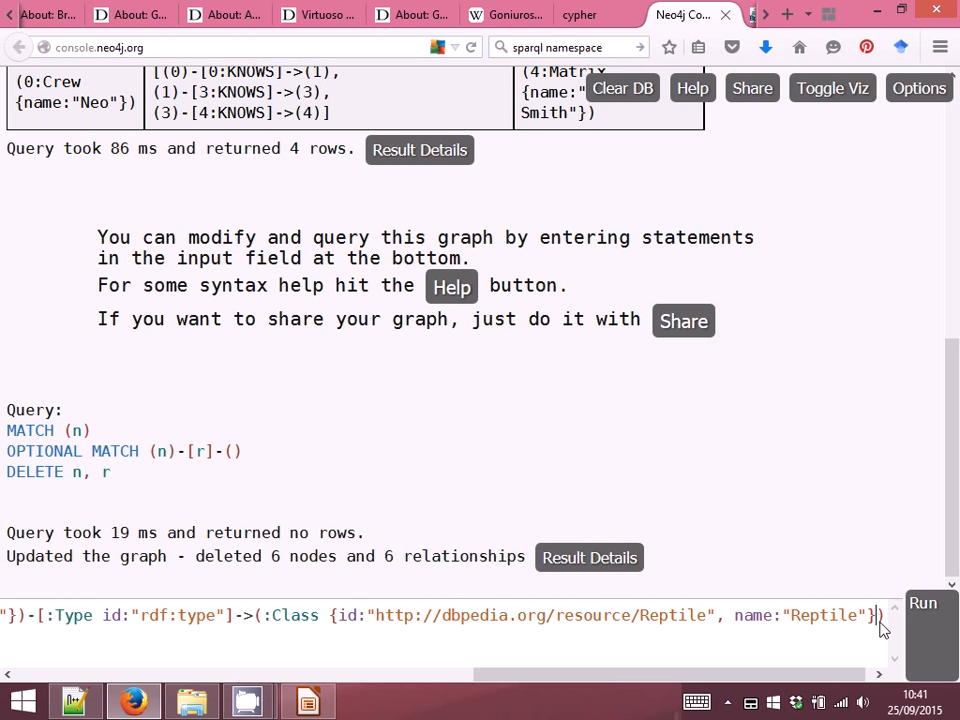 About: Br...
About: G...
About: A...
Virtuoso ...
About: G...
Goniuros...
cypher
Neo4j Co...
console.neo4j.org
sparql namespace
(0:Crew
{name:"Neo"})
[(0)-[0:KNOWS]->(1),
(1)-[3:KNOWS]->(3),
(3)-[4:KNOWS]->(4)]
(4:Matrix
{name:"
Smith"})
Clear DB
Help
Share
Toggle Viz
Options
Query took 86 ms and returned 4 rows. Result Details
You can modify and query this graph by entering statements
in the input field at the bottom.
For some syntax help hit the Help button.
If you want to share your graph, just do it with Share
Query:
MATCH (n)
OPTIONAL MATCH (n)-[r]-()
DELETE n, r
Query took 19 ms and returned no rows.
Updated the graph - deleted 6 nodes and 6 relationships Result Details
"})-[:Type id:"rdf:type"]->(:Class {id:"http://dbpedia.org/resource/Reptile", name:"Reptile"})
Run
10:41
25/09/2015